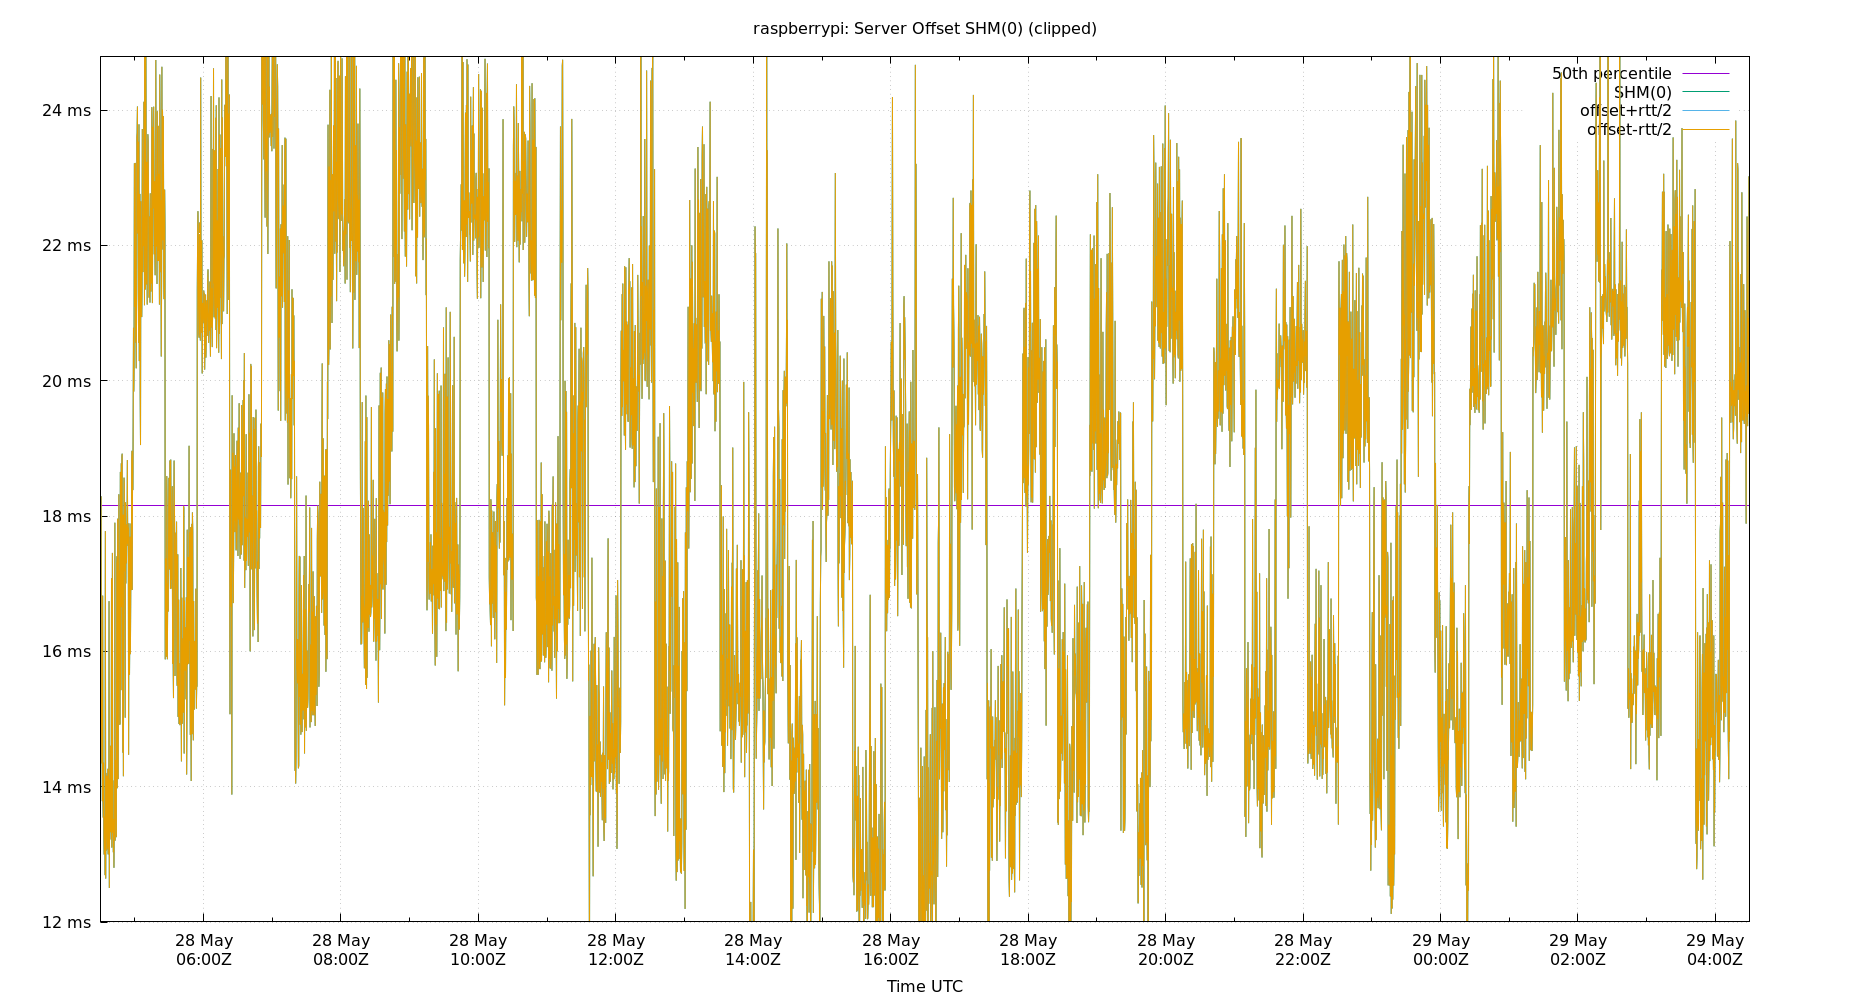 raspberrypi: Server Offset SHM(0) (clipped)
50th percentile
SHM(0)
offset+rtt/2
offset-rtt/2
24 ms
22 ms
20 ms
18 ms
16 ms
14 ms
12 ms
28 May 28 May 28 May 28 May 28 May 28 May 28 May 28 May 28 May 29 May 29 May 29 May
06:00Z 08:00Z 10:00Z 12:00Z 14:00Z 16:00Z 18:00Z 20:00Z 22:00Z 00:00Z 02:00Z 04:00Z
Time UTC